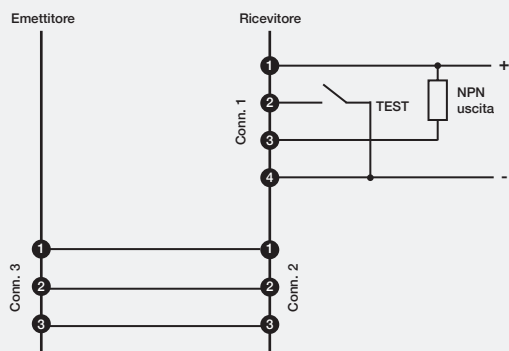 Emettitore
Ricevitore
1
+
2
TEST
NPN
uscita
Conn. 1
3
4
-
1
1
Conn. 3
2
2
Conn. 2
3
3